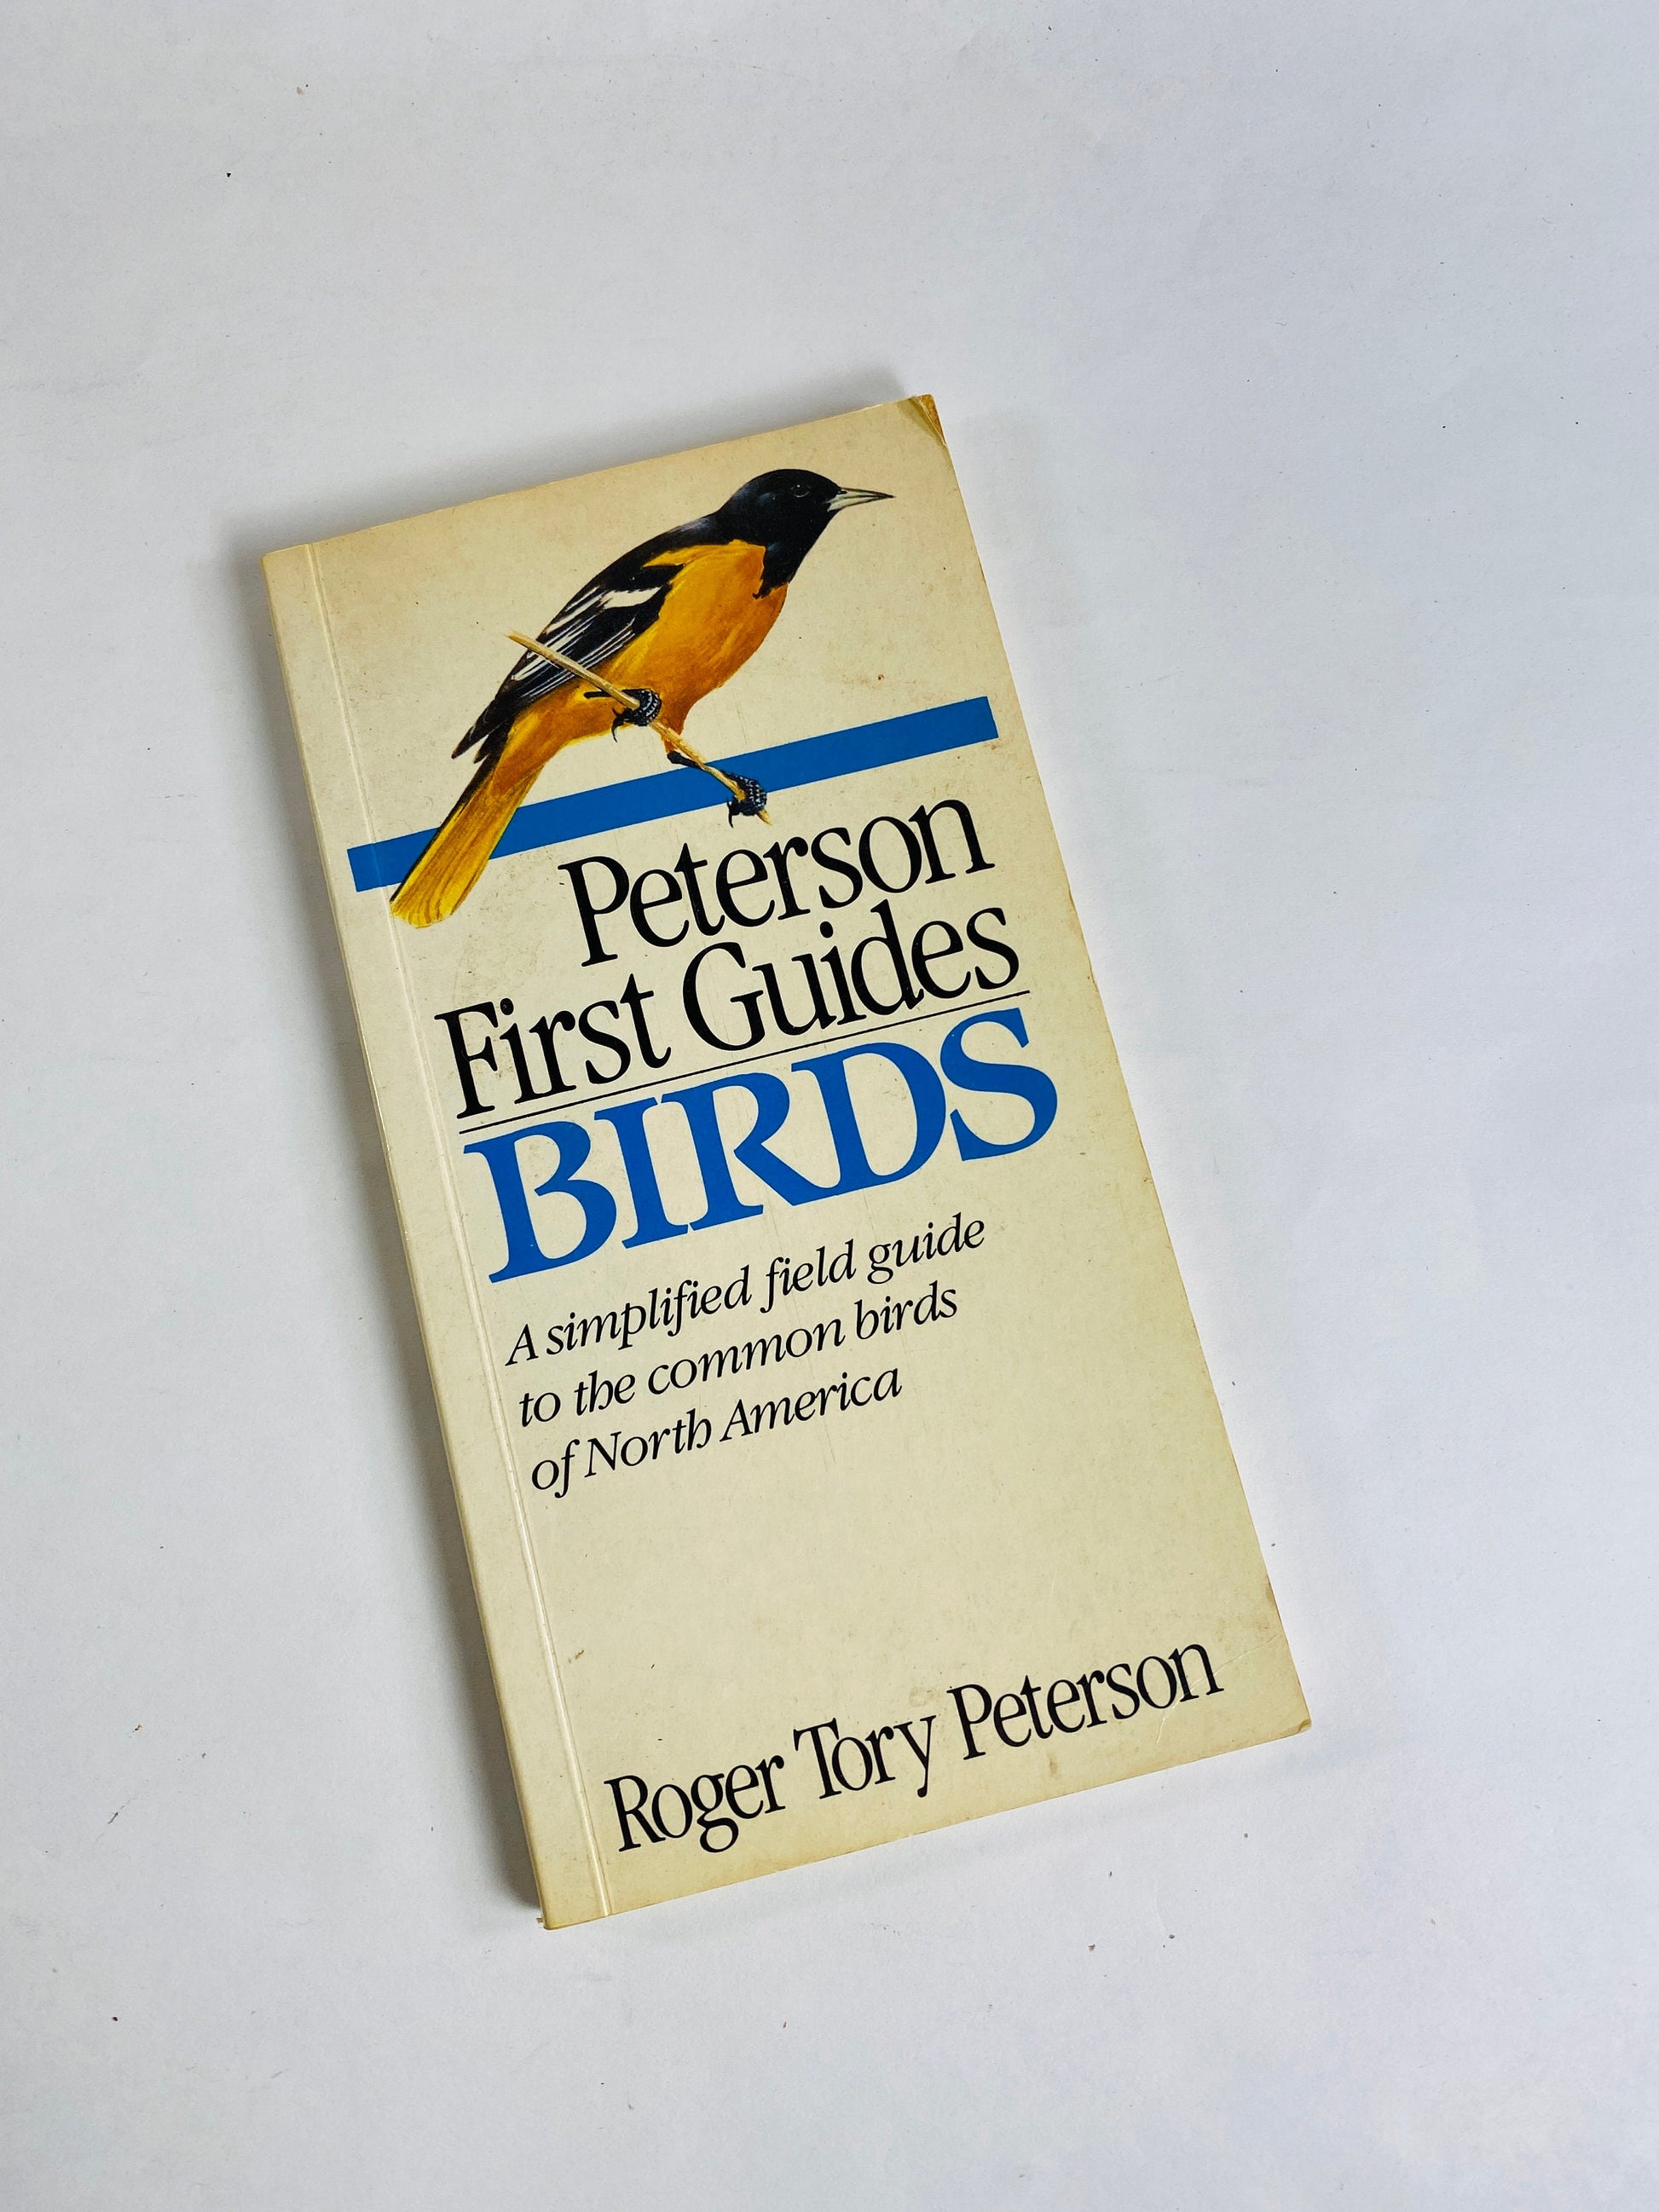 Peterson
First Guides
BIRDS
A simplified field guide
to the common birds
of North America
Roger Tory Peterson